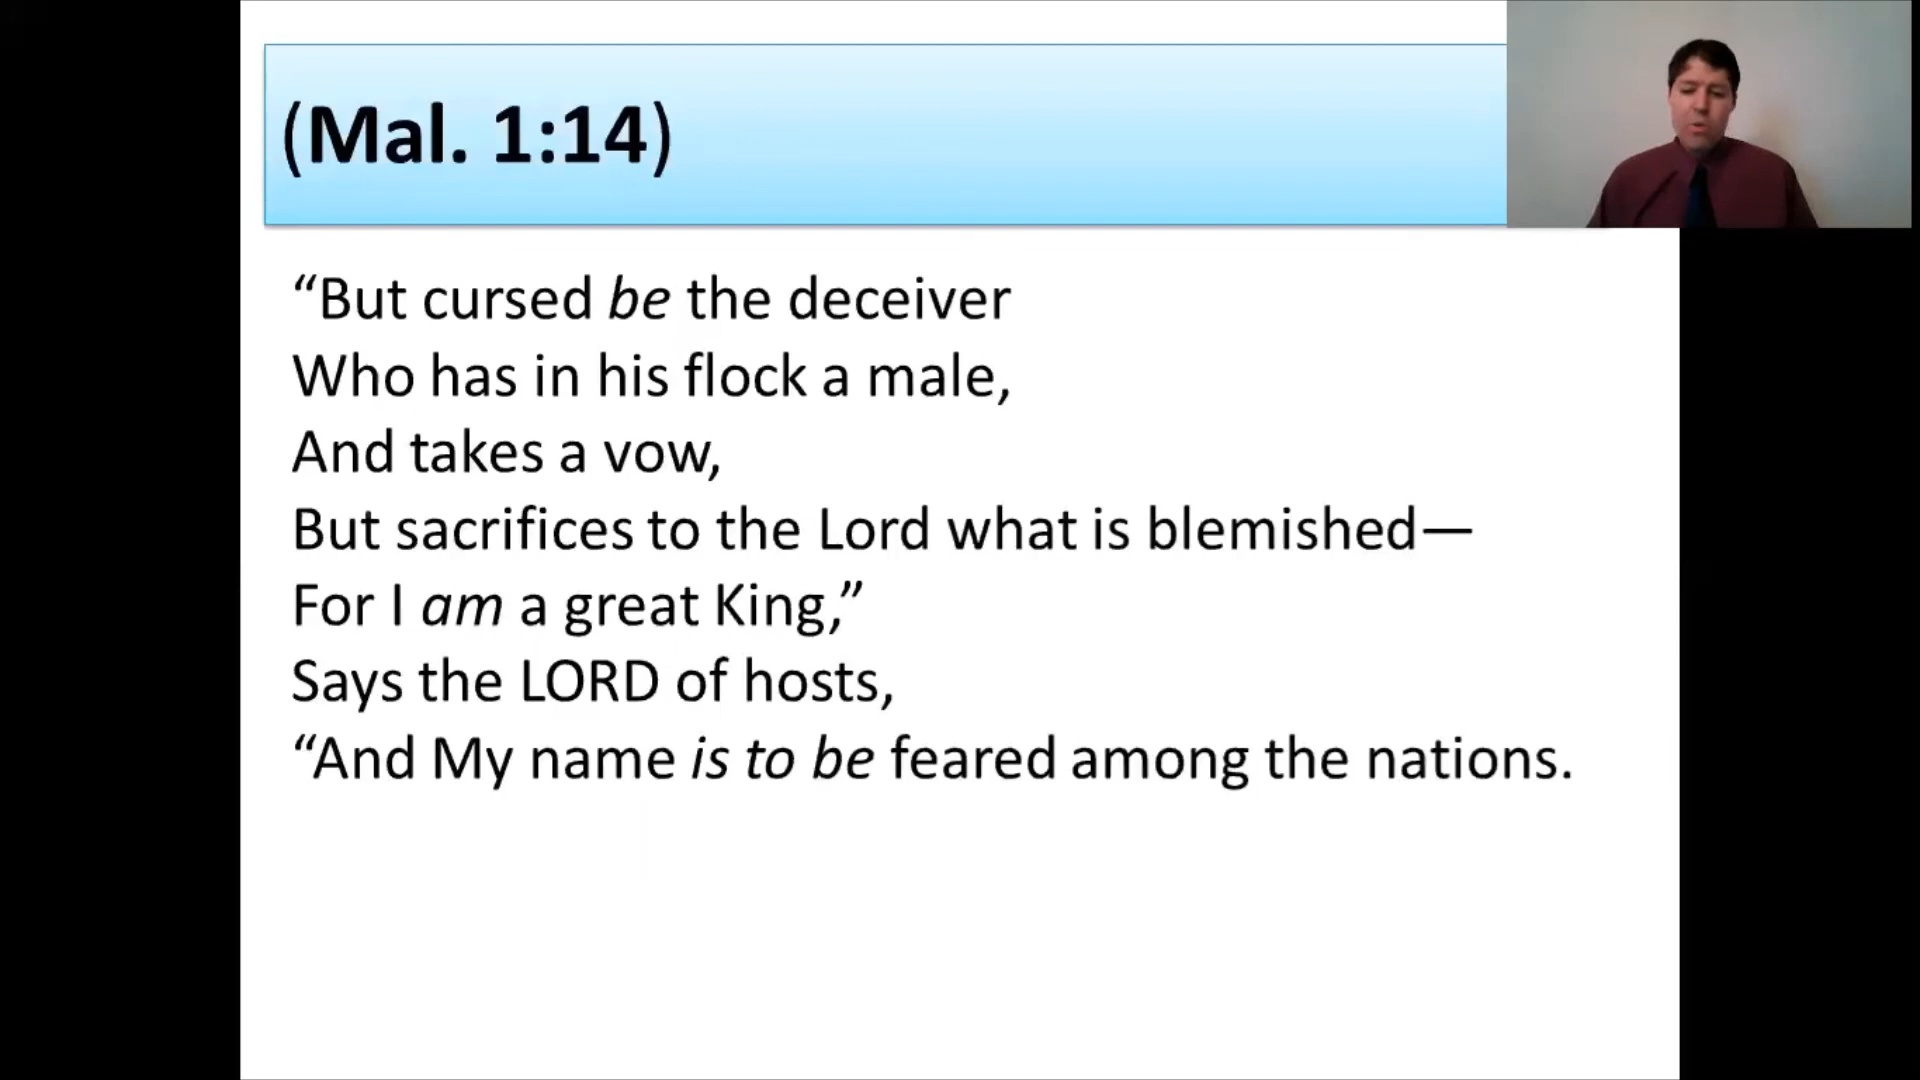 (Mal. 1:14)
“But cursed be the deceiver
Who has in his flock a male,
And takes a vow,
But sacrifices to the Lord what is blemished—
For I am a great King,”
Says the LORD of hosts,
“And My name is to be feared among the nations.